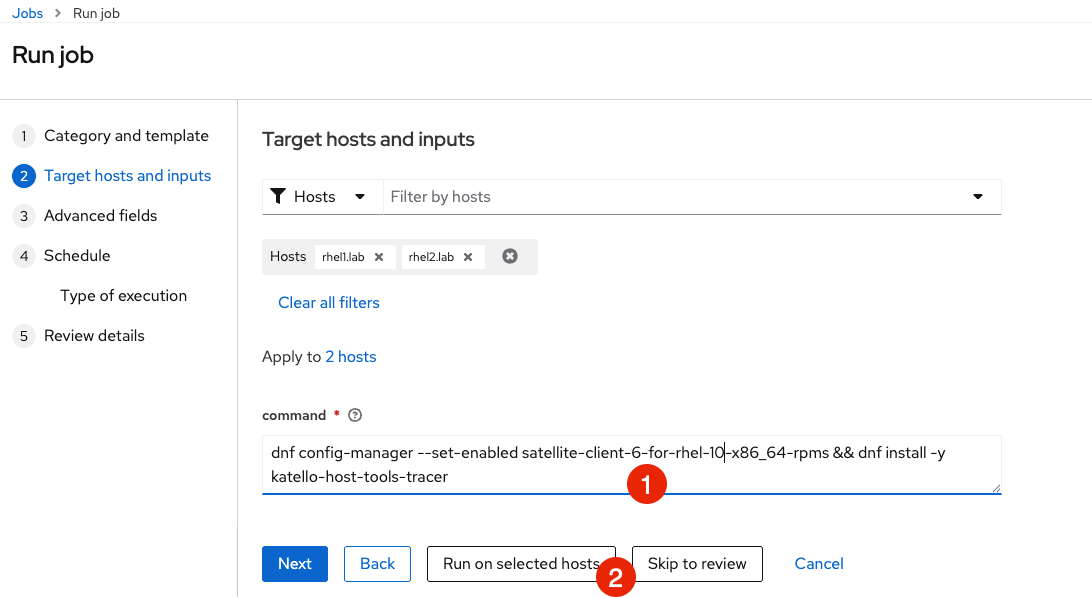 Jobs > Run job
Run job
1 Category and template
2 Target hosts and inputs
3 Advanced fields
4 Schedule
Type of execution
5 Review details
Target hosts and inputs
Hosts Filter by hosts
Hosts rhel1.lab rhel2.lab
Clear all filters
Apply to 2 hosts
command *
dnf config-manager --set-enabled satellite-client-6-for-rhel-10-x86_64-rpms && dnf install -y
katello-host-tools-tracer
1
Next Back Run on selected hosts Skip to review Cancel
2